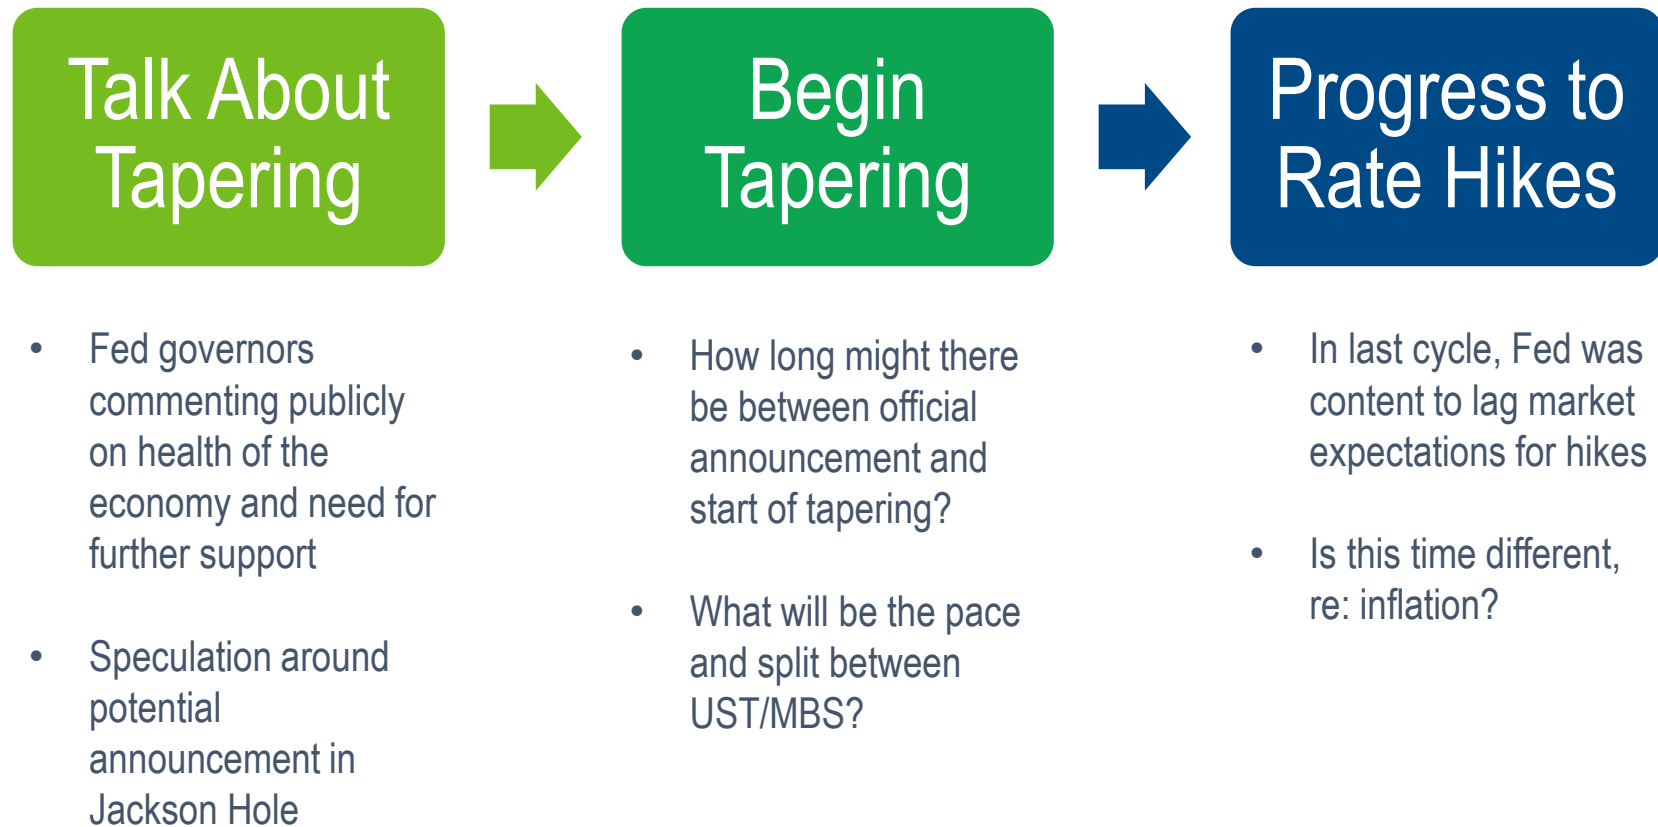 Talk About
Tapering
• Fed governors
commenting publicly
on health of the
economy and need for
further support
• Speculation around
potential
announcement in
Jackson Hole
Begin
Tapering
• How long might there
be between official
announcement and
start of tapering?
• What will be the pace
and split between
UST/MBS?
Progress to
Rate Hikes
• In last cycle, Fed was
content to lag market
expectations for hikes
• Is this time different,
re: inflation?